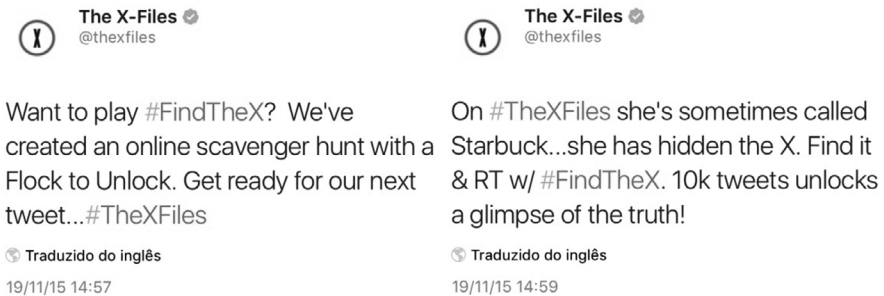 The X-Files
@thexfiles
Want to play #FindTheX? We've
created an online scavenger hunt with a
Flock to Unlock. Get ready for our next
tweet...#TheXFiles
Traduzido do inglês
19/11/15 14:57
The X-Files
@thexfiles
On #TheXFiles she's sometimes called
Starbuck...she has hidden the X. Find it
& RT w/ #FindTheX. 10k tweets unlocks
a glimpse of the truth!
Traduzido do inglês
19/11/15 14:59